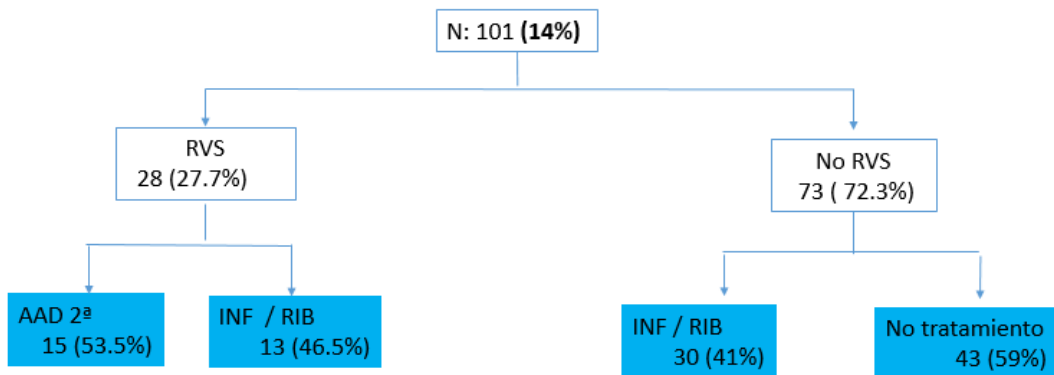 N: 101 (14%)
RVS
28 (27.7%)
No RVS
73 ( 72.3%)
AAD 2ª
15 (53.5%)
INF / RIB
13 (46.5%)
INF / RIB
30 (41%)
No tratamiento
43 (59%)